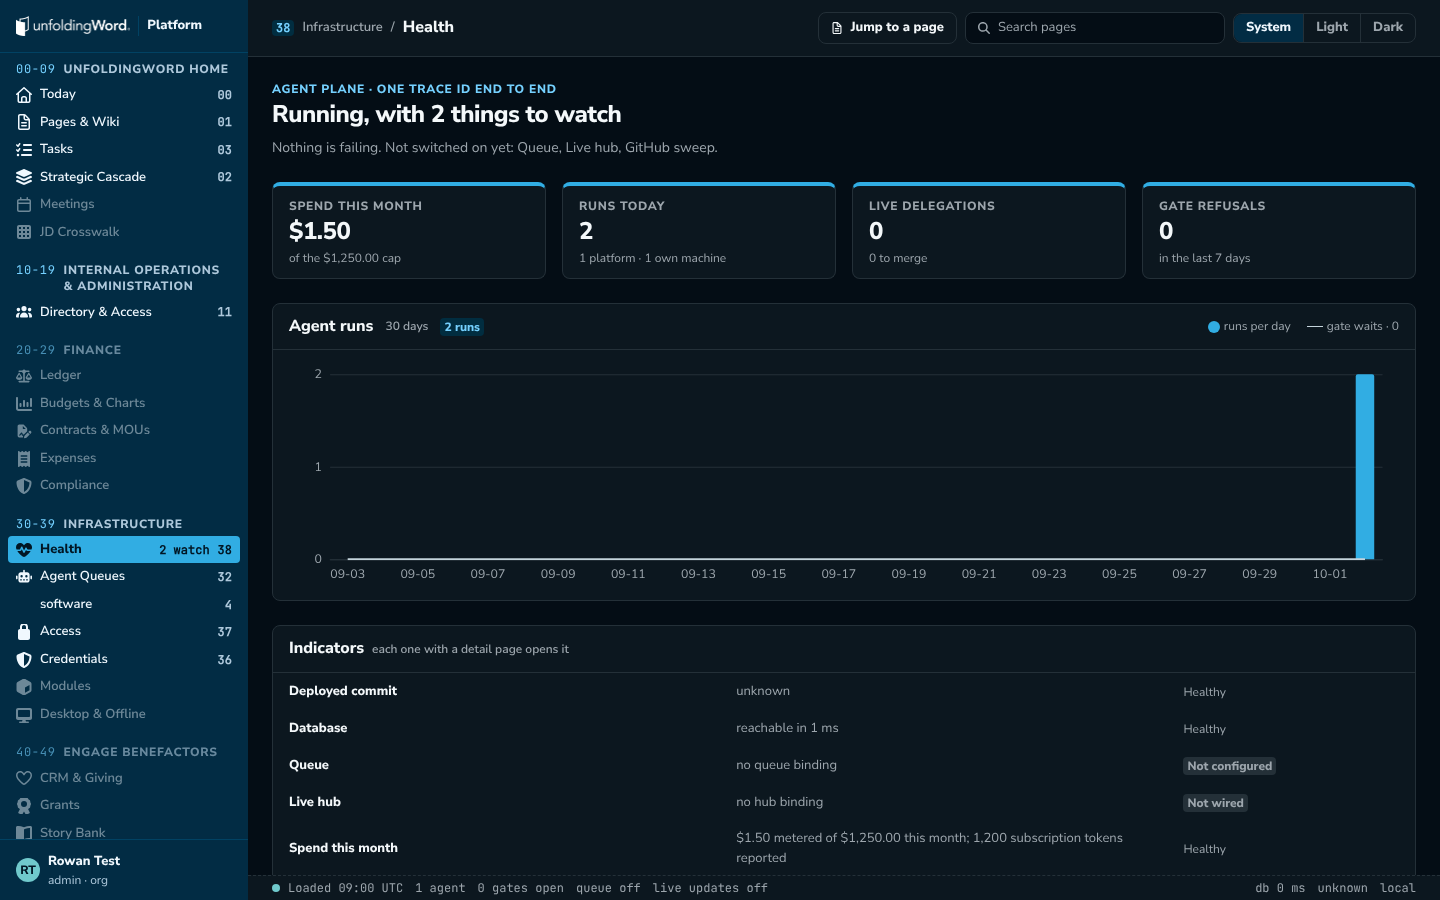 unfoldingWord® Platform
00-09 UNFOLDINGWORD HOME
Today 00
Pages & Wiki 01
Tasks 03
Strategic Cascade 02
Meetings
JD Crosswalk
10-19 INTERNAL OPERATIONS
& ADMINISTRATION
Directory & Access 11
20-29 FINANCE
Ledger
Budgets & Charts
Contracts & MOUs
Expenses
Compliance
30-39 INFRASTRUCTURE
Health 2 watch 38
Agent Queues 32
software 4
Access 37
Credentials 36
Modules
Desktop & Offline
40-49 ENGAGE BENEFACTORS
CRM & Giving
Grants
Story Bank
RT Rowan Test
admin · org
38 Infrastructure / Health
Jump to a page
Search pages
System Light Dark
AGENT PLANE · ONE TRACE ID END TO END
Running, with 2 things to watch
Nothing is failing. Not switched on yet: Queue, Live hub, GitHub sweep.
SPEND THIS MONTH
$1.50
of the $1,250.00 cap
RUNS TODAY
2
1 platform · 1 own machine
LIVE DELEGATIONS
0
0 to merge
GATE REFUSALS
0
in the last 7 days
Agent runs 30 days 2 runs
runs per day gate waits · 0
2
1
0
09-03 09-05 09-07 09-09 09-11 09-13 09-15 09-17 09-19 09-21 09-23 09-25 09-27 09-29 10-01
Indicators each one with a detail page opens it
Deployed commit unknown Healthy
Database reachable in 1 ms Healthy
Queue no queue binding Not configured
Live hub no hub binding Not wired
Spend this month $1.50 metered of $1,250.00 this month; 1,200 subscription tokens
reported Healthy
Loaded 09:00 UTC 1 agent 0 gates open queue off live updates off
db 0 ms unknown local